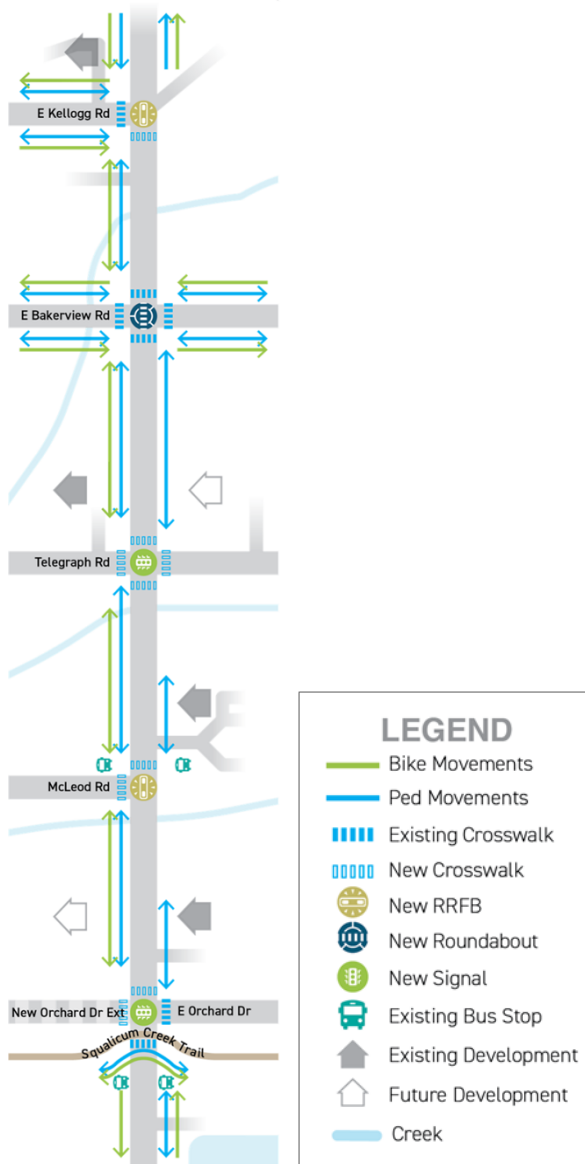 E Kellogg Rd
E Bakerview Rd
Telegraph Rd
McLeod Rd
New Orchard Dr Ext
E Orchard Dr
Squalicum Creek Trail
LEGEND
Bike Movements
Ped Movements
Existing Crosswalk
New Crosswalk
New RRFB
New Roundabout
New Signal
Existing Bus Stop
Existing Development
Future Development
Creek